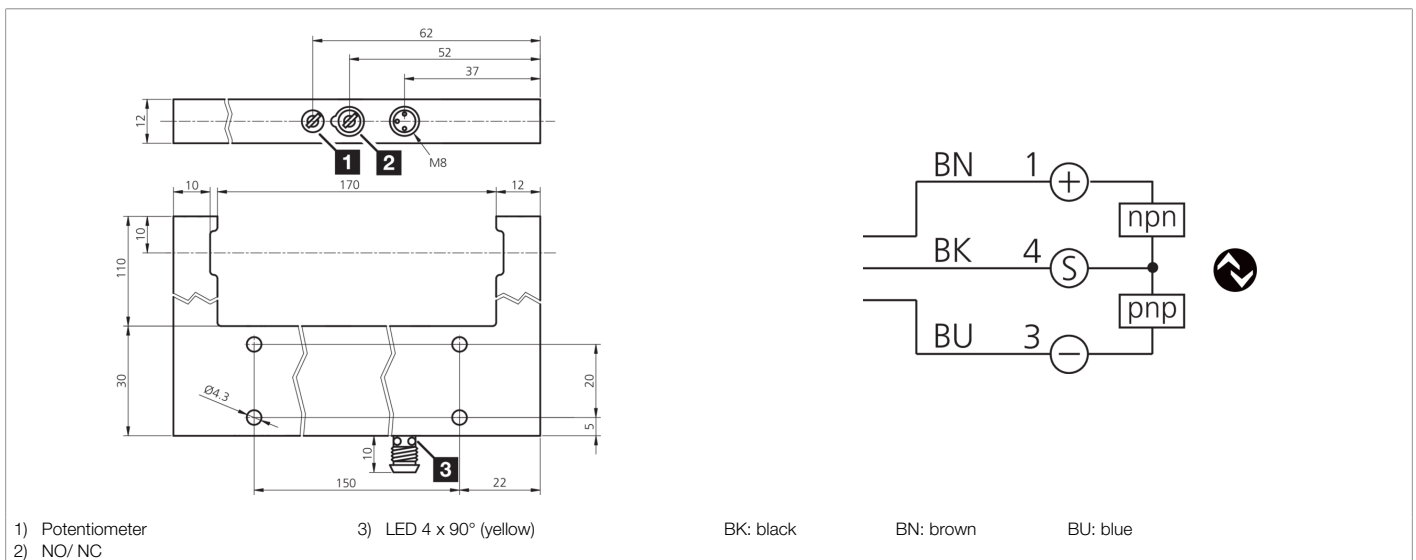 62
52
37
12
1
2
M8
10
170
12
10
110
30
Ø4.3
20
5
10
3
150
22
BN 1 +
npn
BK 4 S
pnp
BU 3 −
1) Potentiometer 3) LED 4 x 90° (yellow) BK: black BN: brown BU: blue
2) NO/ NC